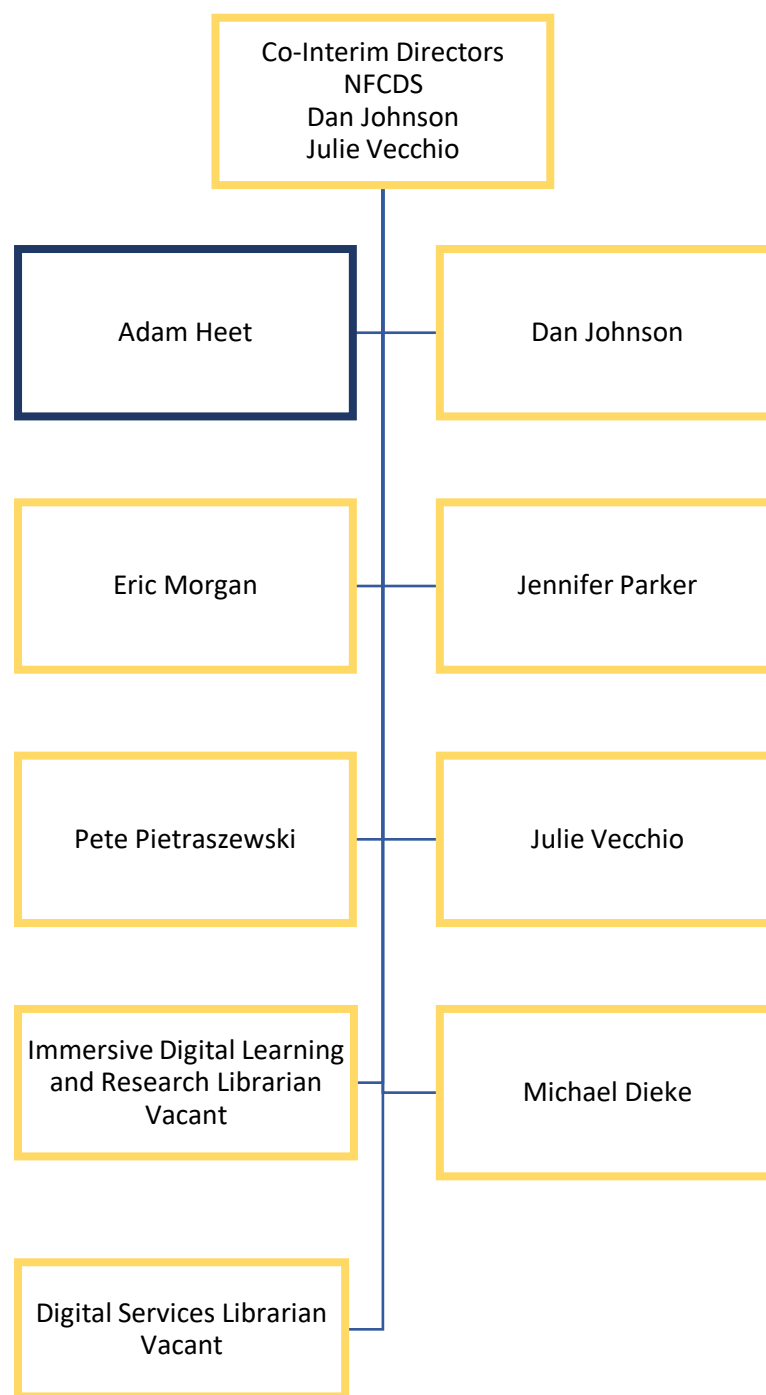 Co-Interim Directors
NFCDS
Dan Johnson
Julie Vecchio
Adam Heet
Dan Johnson
Eric Morgan
Jennifer Parker
Pete Pietraszewski
Julie Vecchio
Immersive Digital Learning
and Research Librarian
Vacant
Michael Dieke
Digital Services Librarian
Vacant